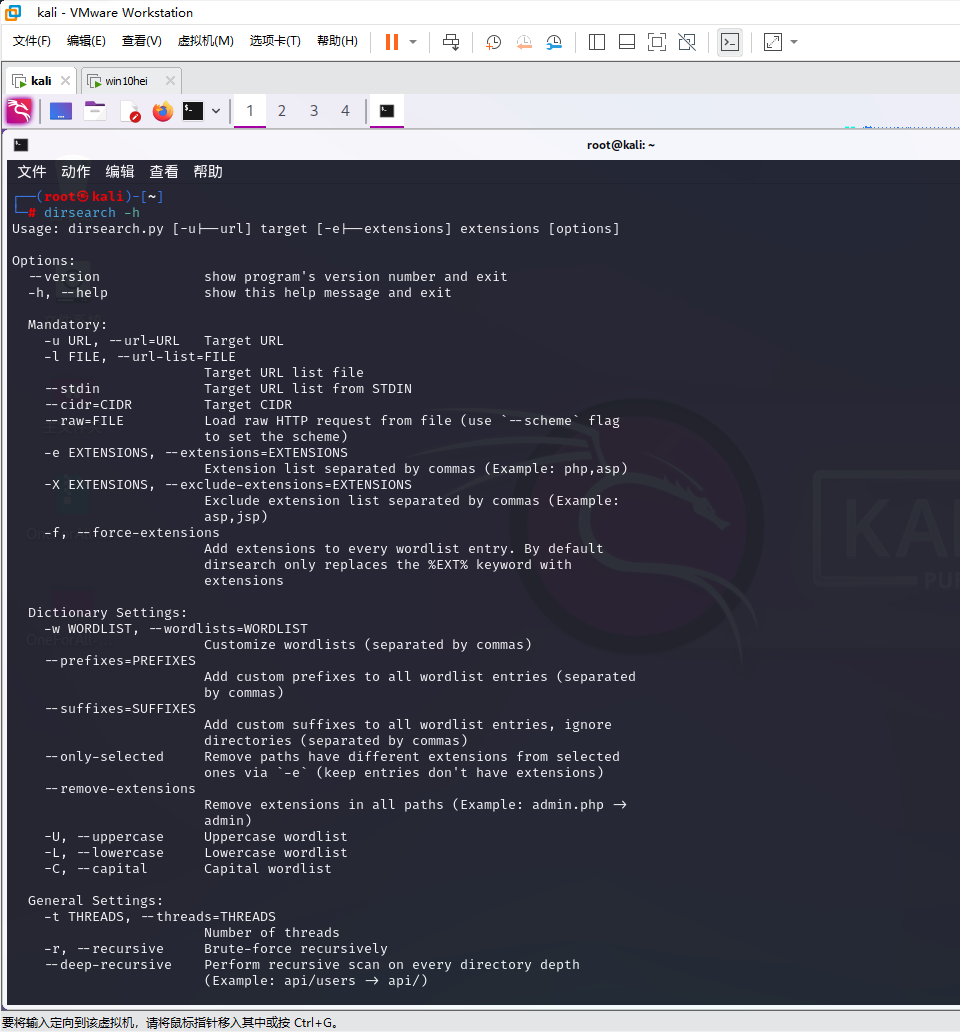 kali - VMware Workstation
文件(F) 编辑(E) 查看(V) 虚拟机(M) 选项卡(T) 帮助(H)
kali win10hei
1 2 3 4
root@kali: ~
文件 动作 编辑 查看 帮助
┌──(root㉿kali)-[~]
└─# dirsearch -h
Usage: dirsearch.py [-u|--url] target [-e|--extensions] extensions [options]
Options:
--version show program's version number and exit
-h, --help show this help message and exit
Mandatory:
-u URL, --url=URL Target URL
-l FILE, --url-list=FILE
Target URL list file
--stdin Target URL list from STDIN
--cidr=CIDR Target CIDR
--raw=FILE Load raw HTTP request from file (use `--scheme` flag
to set the scheme)
-e EXTENSIONS, --extensions=EXTENSIONS
Extension list separated by commas (Example: php,asp)
-X EXTENSIONS, --exclude-extensions=EXTENSIONS
Exclude extension list separated by commas (Example:
asp,jsp)
-f, --force-extensions
Add extensions to every wordlist entry. By default
dirsearch only replaces the %EXT% keyword with
extensions
Dictionary Settings:
-w WORDLIST, --wordlists=WORDLIST
Customize wordlists (separated by commas)
--prefixes=PREFIXES
Add custom prefixes to all wordlist entries (separated
by commas)
--suffixes=SUFFIXES
Add custom suffixes to all wordlist entries, ignore
directories (separated by commas)
--only-selected Remove paths have different extensions from selected
ones via `-e` (keep entries don't have extensions)
--remove-extensions
Remove extensions in all paths (Example: admin.php ->
admin)
-U, --uppercase Uppercase wordlist
-L, --lowercase Lowercase wordlist
-C, --capital Capital wordlist
General Settings:
-t THREADS, --threads=THREADS
Number of threads
-r, --recursive Brute-force recursively
--deep-recursive Perform recursive scan on every directory depth
(Example: api/users -> api/)
KAL
PU
要将输入定向到该虚拟机，请将鼠标指针移入其中或按 Ctrl+G。